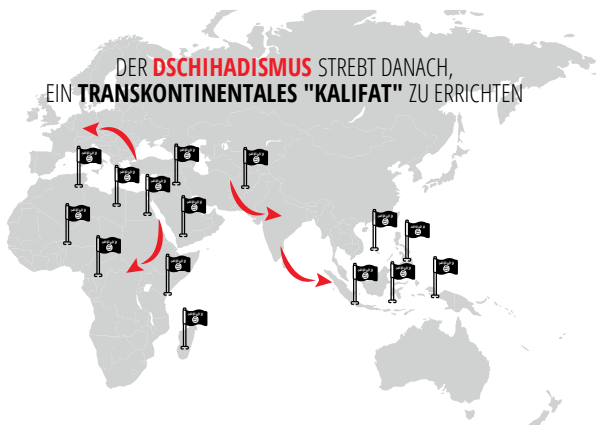 DER DSCHIHADISMUS STREBT DANACH,
EIN TRANSKONTINENTALES "KALIFAT" ZU ERRICHTEN